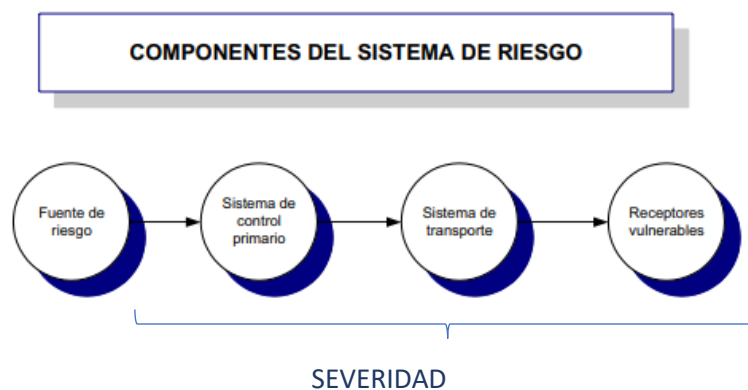 COMPONENTES DEL SISTEMA DE RIESGO
Fuente de
riesgo
Sistema de
control
primario
Sistema de
transporte
Receptores
vulnerables
SEVERIDAD